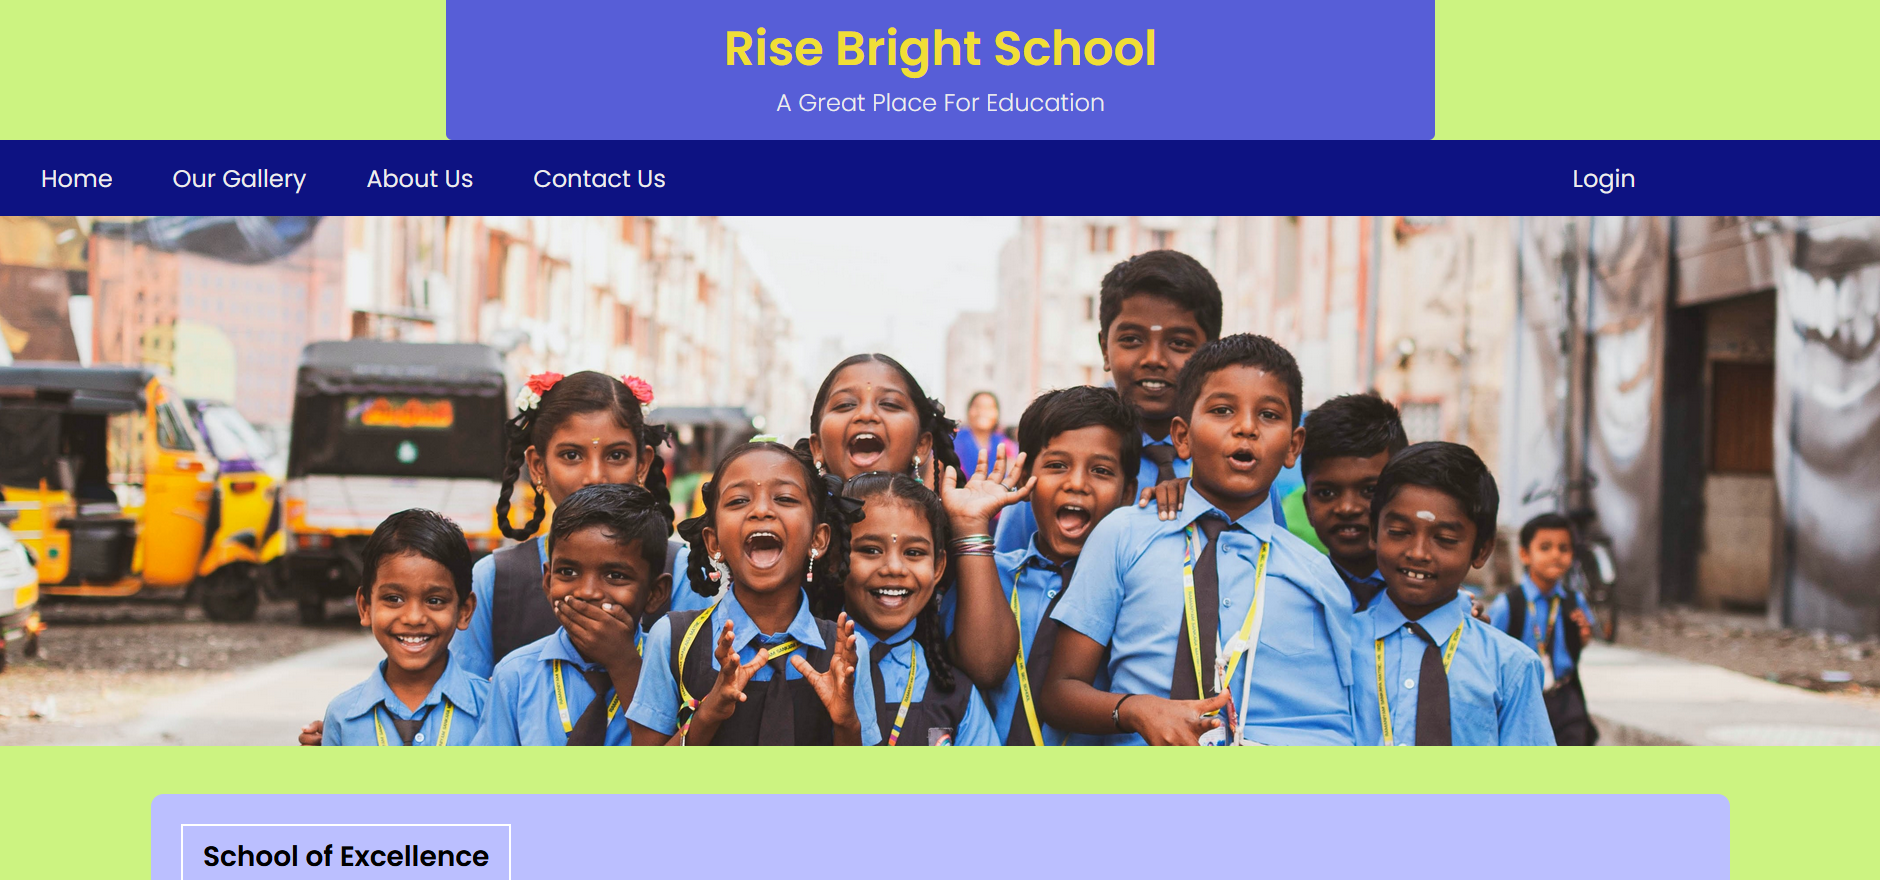 Rise Bright School
A Great Place For Education
Home
Our Gallery
About Us
Contact Us
Login
School of Excellence